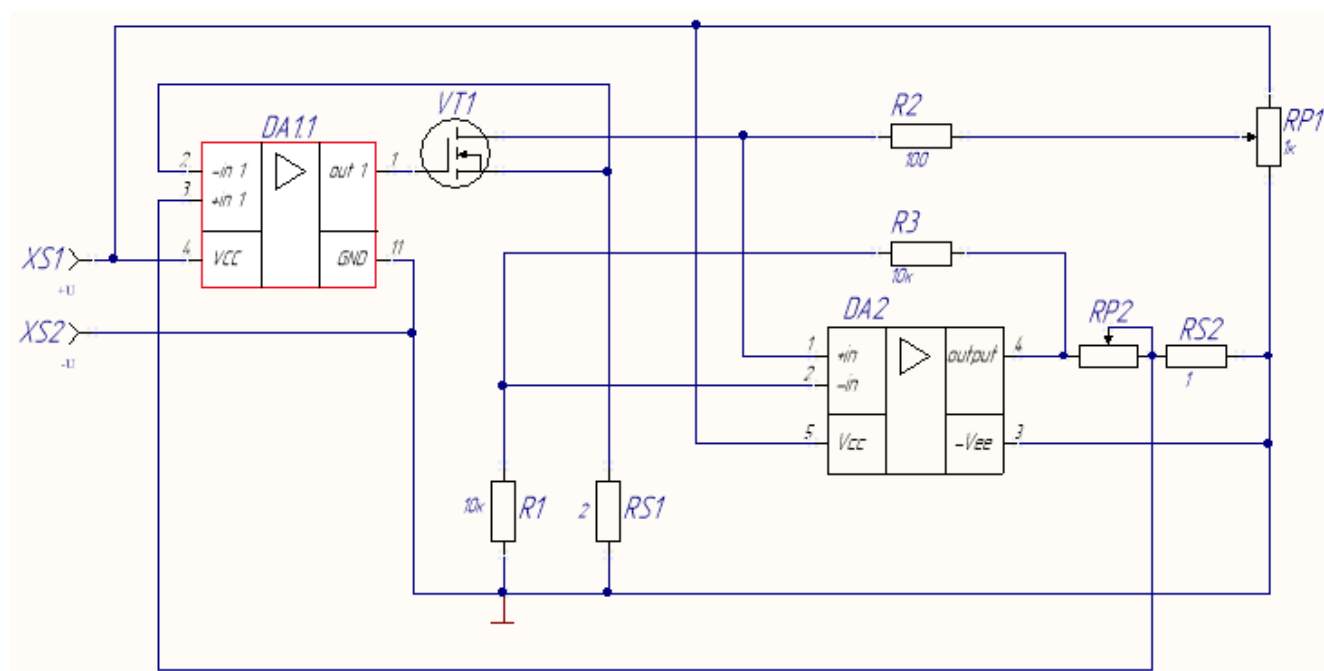 VT1
R2
100
RP1
1к
DA1.1
2
-in 1
out 1
1
3
+in 1
4
VCC
GND
11
XS1
+U
XS2
-U
R3
10к
DA2
1
+in
output
4
2
-in
5
Vcc
-Vee
3
RP2
RS2
1
10к
R1
2
RS1